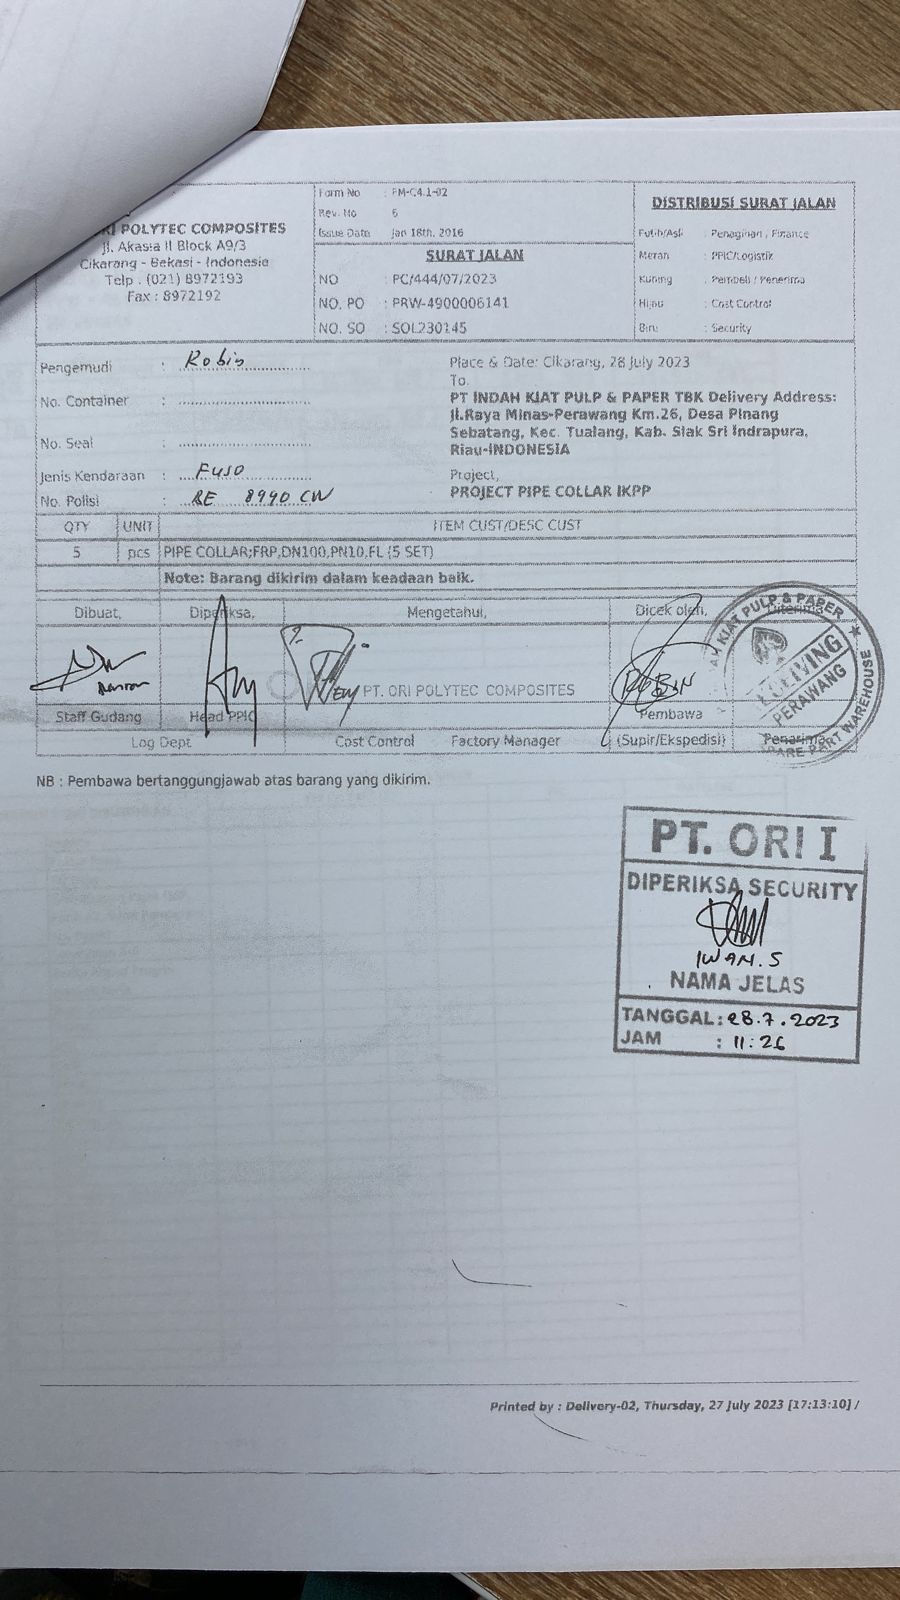 POLYTEC COMPOSITES
Jl. Akasia II Block A9/3
Cikarang - Bekasi - Indonesia
Telp . (021) 8972193
Fax : 8972192
Form No : FM-C4.1-02
Rev. No 6
Issue Date Jan 18th, 2016
SURAT JALAN
NO : PC/444/07/2023
NO. PO : PRW-4900006141
NO. SO : SOL230145
DISTRIBUSI SURAT JALAN
Putih/Asli : Penagihan , Finance
Merah : PPIC/Logistik
Kuning : Pembeli / Penerima
Hijau : Cost Control
Biru : Security
Pengemudi : Robin
No. Container :
No. Seal :
Jenis Kendaraan : Fuso
No. Polisi : BE 8990 CW
Place & Date: Cikarang, 28 July 2023
To.
PT INDAH KIAT PULP & PAPER TBK Delivery Address:
Jl.Raya Minas-Perawang Km.26, Desa Pinang
Sebatang, Kec. Tualang, Kab. Siak Sri Indrapura,
Riau-INDONESIA
Project,
PROJECT PIPE COLLAR IKPP
QTY UNIT ITEM CUST/DESC CUST
5 pcs PIPE COLLAR;FRP,DN100,PN10,FL (5 SET)
Note: Barang dikirim dalam keadaan baik.
Dibuat, Diperiksa, Mengetahui, Dicek oleh, Diterima,
PT. ORI POLYTEC COMPOSITES
ROBIN
Staff Gudang Head PPIC Pembawa
Log Dept Cost Control Factory Manager (Supir/Ekspedisi) Penerima
KIAT PULP & PAPER
PERAWANG
PART WAREHOUSE
NB : Pembawa bertanggungjawab atas barang yang dikirim.
PT. ORI I
DIPERIKSA SECURITY
IWAN.S
NAMA JELAS
TANGGAL: 28.7.2023
JAM : 11:26
Printed by : Delivery-02, Thursday, 27 July 2023 [17:13:10] /